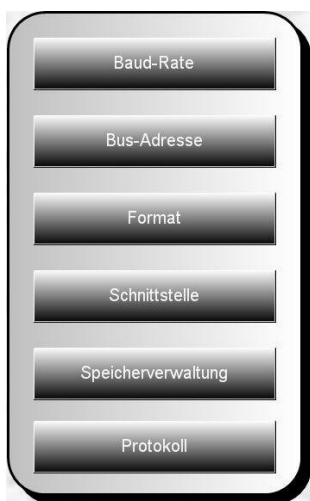 Baud-Rate
Bus-Adresse
Format
Schnittstelle
Speicherverwaltung
Protokoll